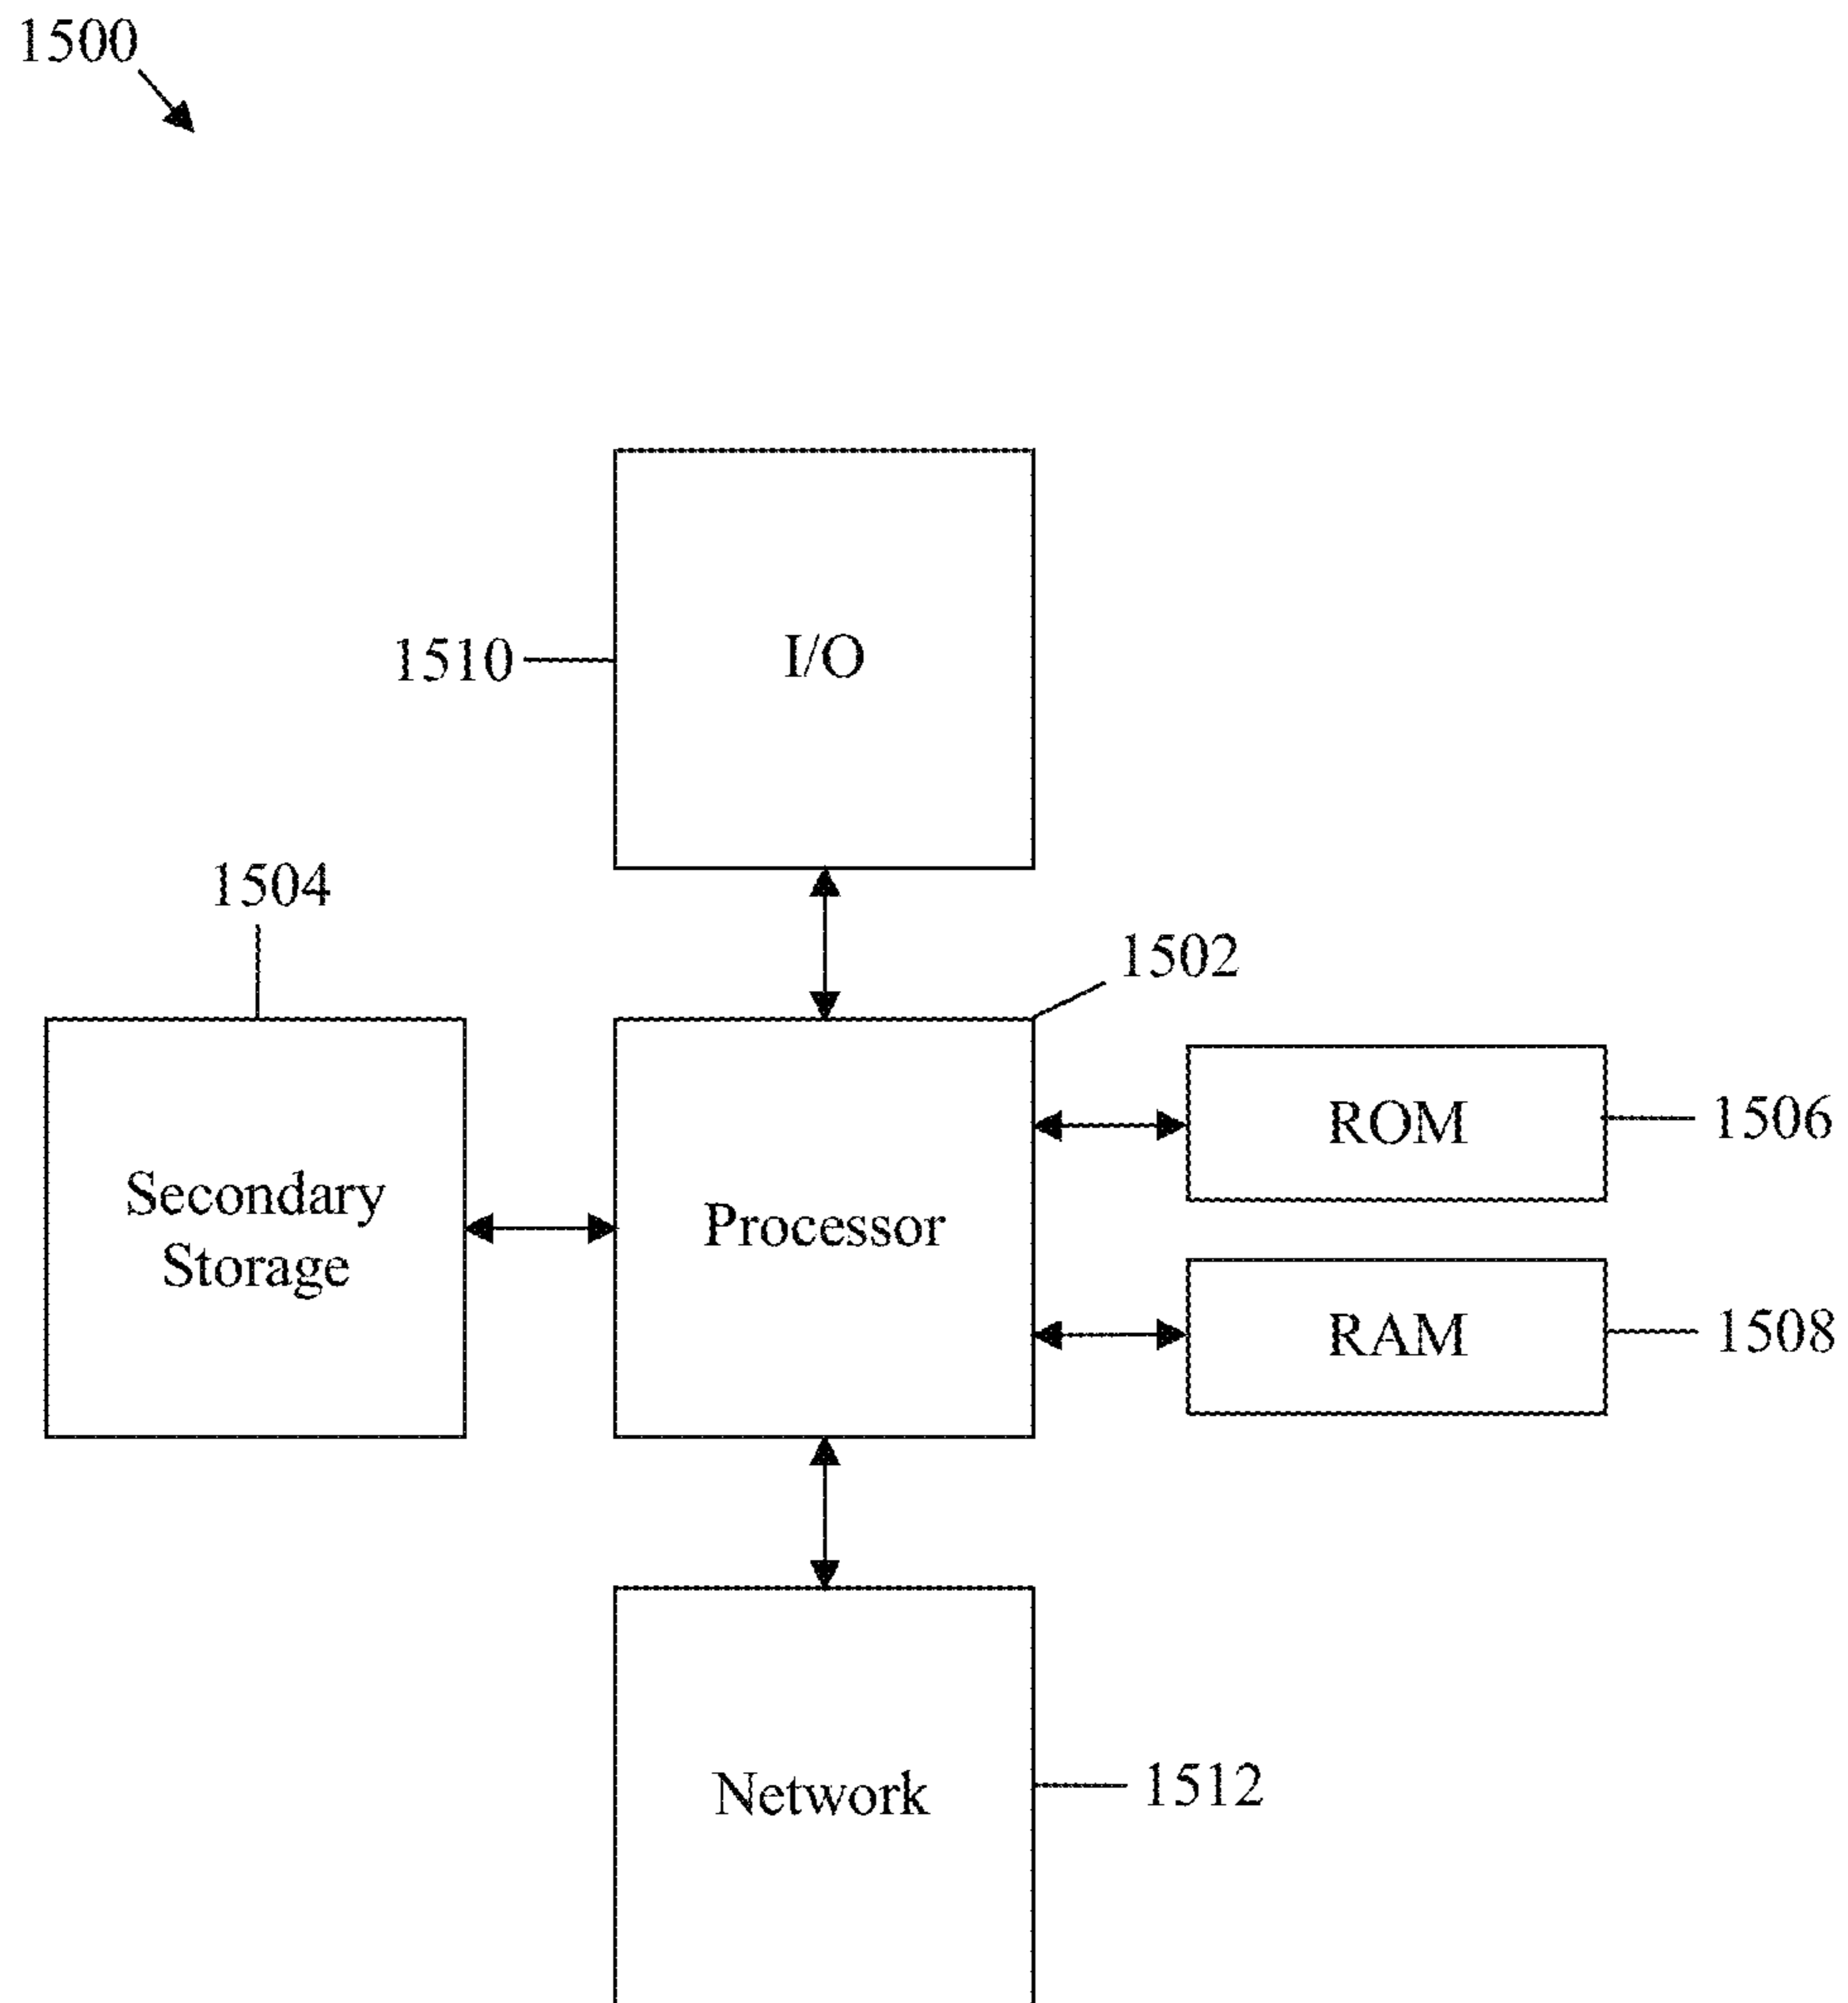 1500
I/O
1510
1504
1502
Secondary
Storage
Processor
ROM
1506
RAM
1508
Network
1512